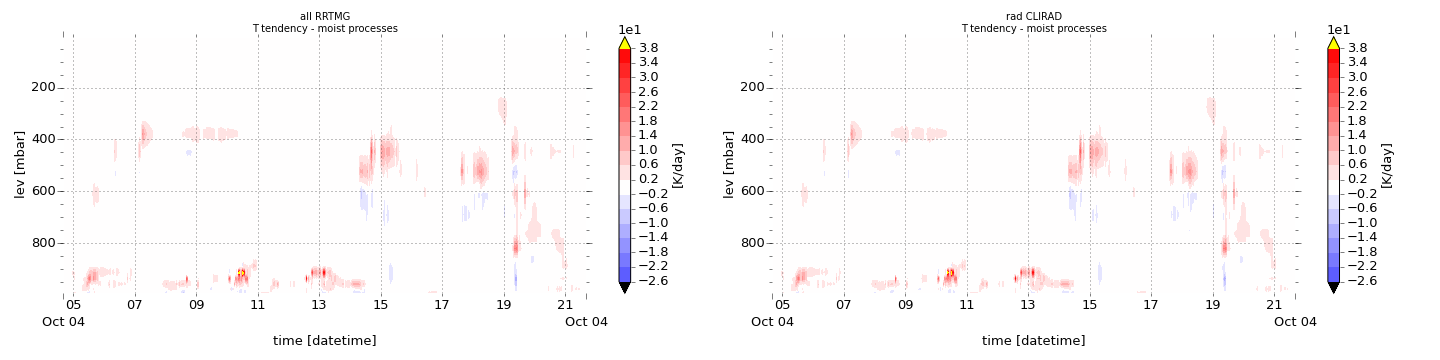 all RRTMG
T tendency - moist processes
1e1
3.8
3.4
3.0
2.6
2.2
1.8
1.4
1.0
0.6
0.2
−0.2
−0.6
−1.0
−1.4
−1.8
−2.2
−2.6
[K/day]
lev [mbar]
200
400
600
800
05 07 09 11 13 15 17 19 21
Oct 04 Oct 04
time [datetime]
rad CLIRAD
T tendency - moist processes
1e1
3.8
3.4
3.0
2.6
2.2
1.8
1.4
1.0
0.6
0.2
−0.2
−0.6
−1.0
−1.4
−1.8
−2.2
−2.6
[K/day]
lev [mbar]
200
400
600
800
05 07 09 11 13 15 17 19 21
Oct 04 Oct 04
time [datetime]